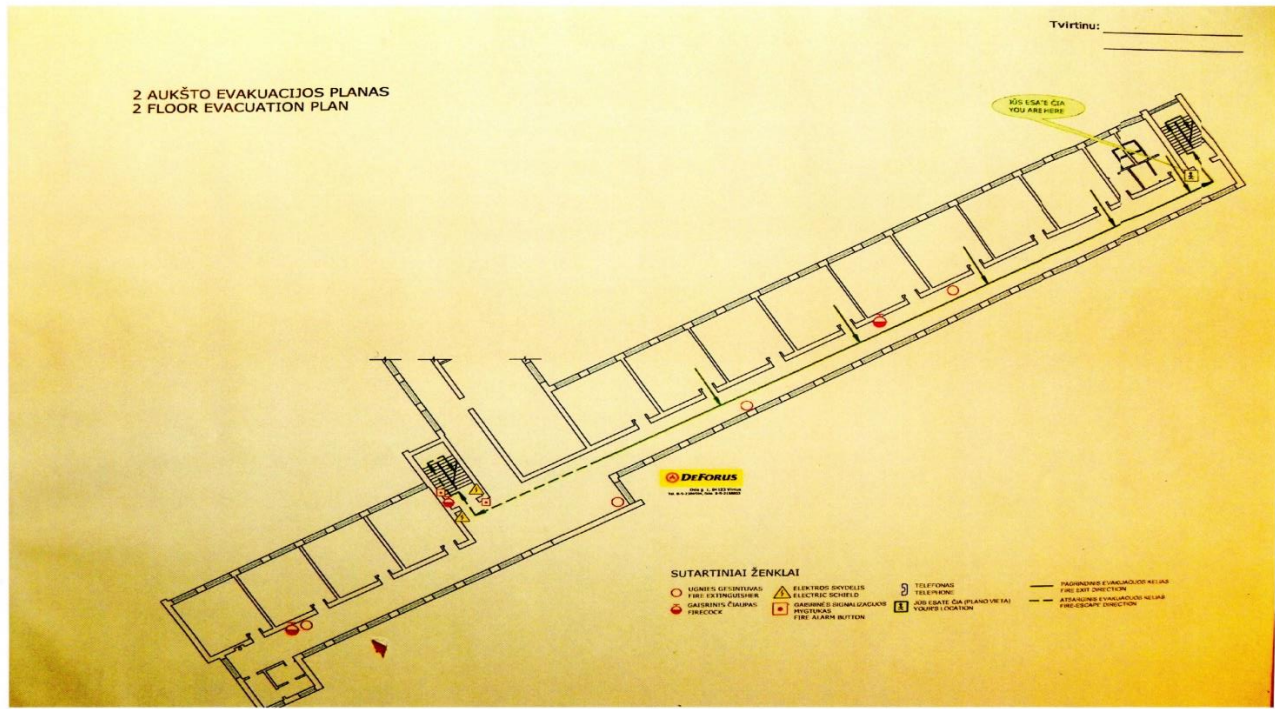 Tvirtinu:
2 AUKŠTO EVAKUACIJOS PLANAS
2 FLOOR EVACUATION PLAN
JŪS ESATE ČIA
YOU ARE HERE
DEFORUS
SUTARTINIAI ŽENKLAI
UGNIES GESINTUVAS
FIRE EXTINGUISHER
GAISRINIS ČIAUPAS
FIRECOCK
ELEKTROS SKYDELIS
ELECTRIC SCHIELD
GAISRINĖS SIGNALIZACIJOS
MYGTUKAS
FIRE ALARM BUTTON
TELEFONAS
TELEPHONE
JŪS ESATE ČIA (PLANO VIETA)
YOUR'S LOCATION
PAGRINDINIS EVAKUACIJOS KELIAS
FIRE EXIT DIRECTION
ATSARGINIS EVAKUACIJOS KELIAS
FIRE-ESCAPE DIRECTION